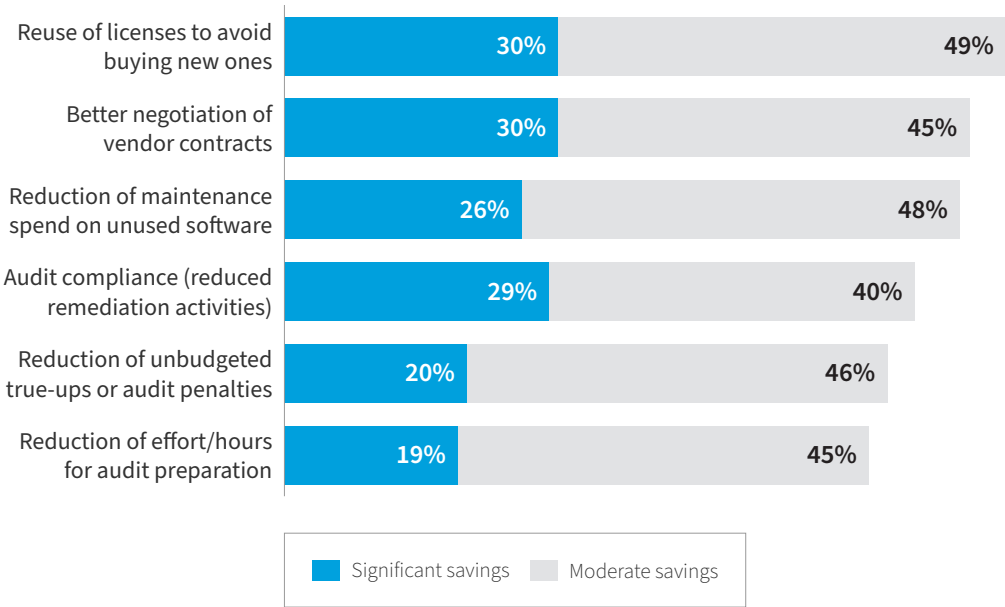 Reuse of licenses to avoid
buying new ones
30%
49%
Better negotiation of
vendor contracts
30%
45%
Reduction of maintenance
spend on unused software
26%
48%
Audit compliance (reduced
remediation activities)
29%
40%
Reduction of unbudgeted
true-ups or audit penalties
20%
46%
Reduction of effort/hours
for audit preparation
19%
45%
Significant savings
Moderate savings